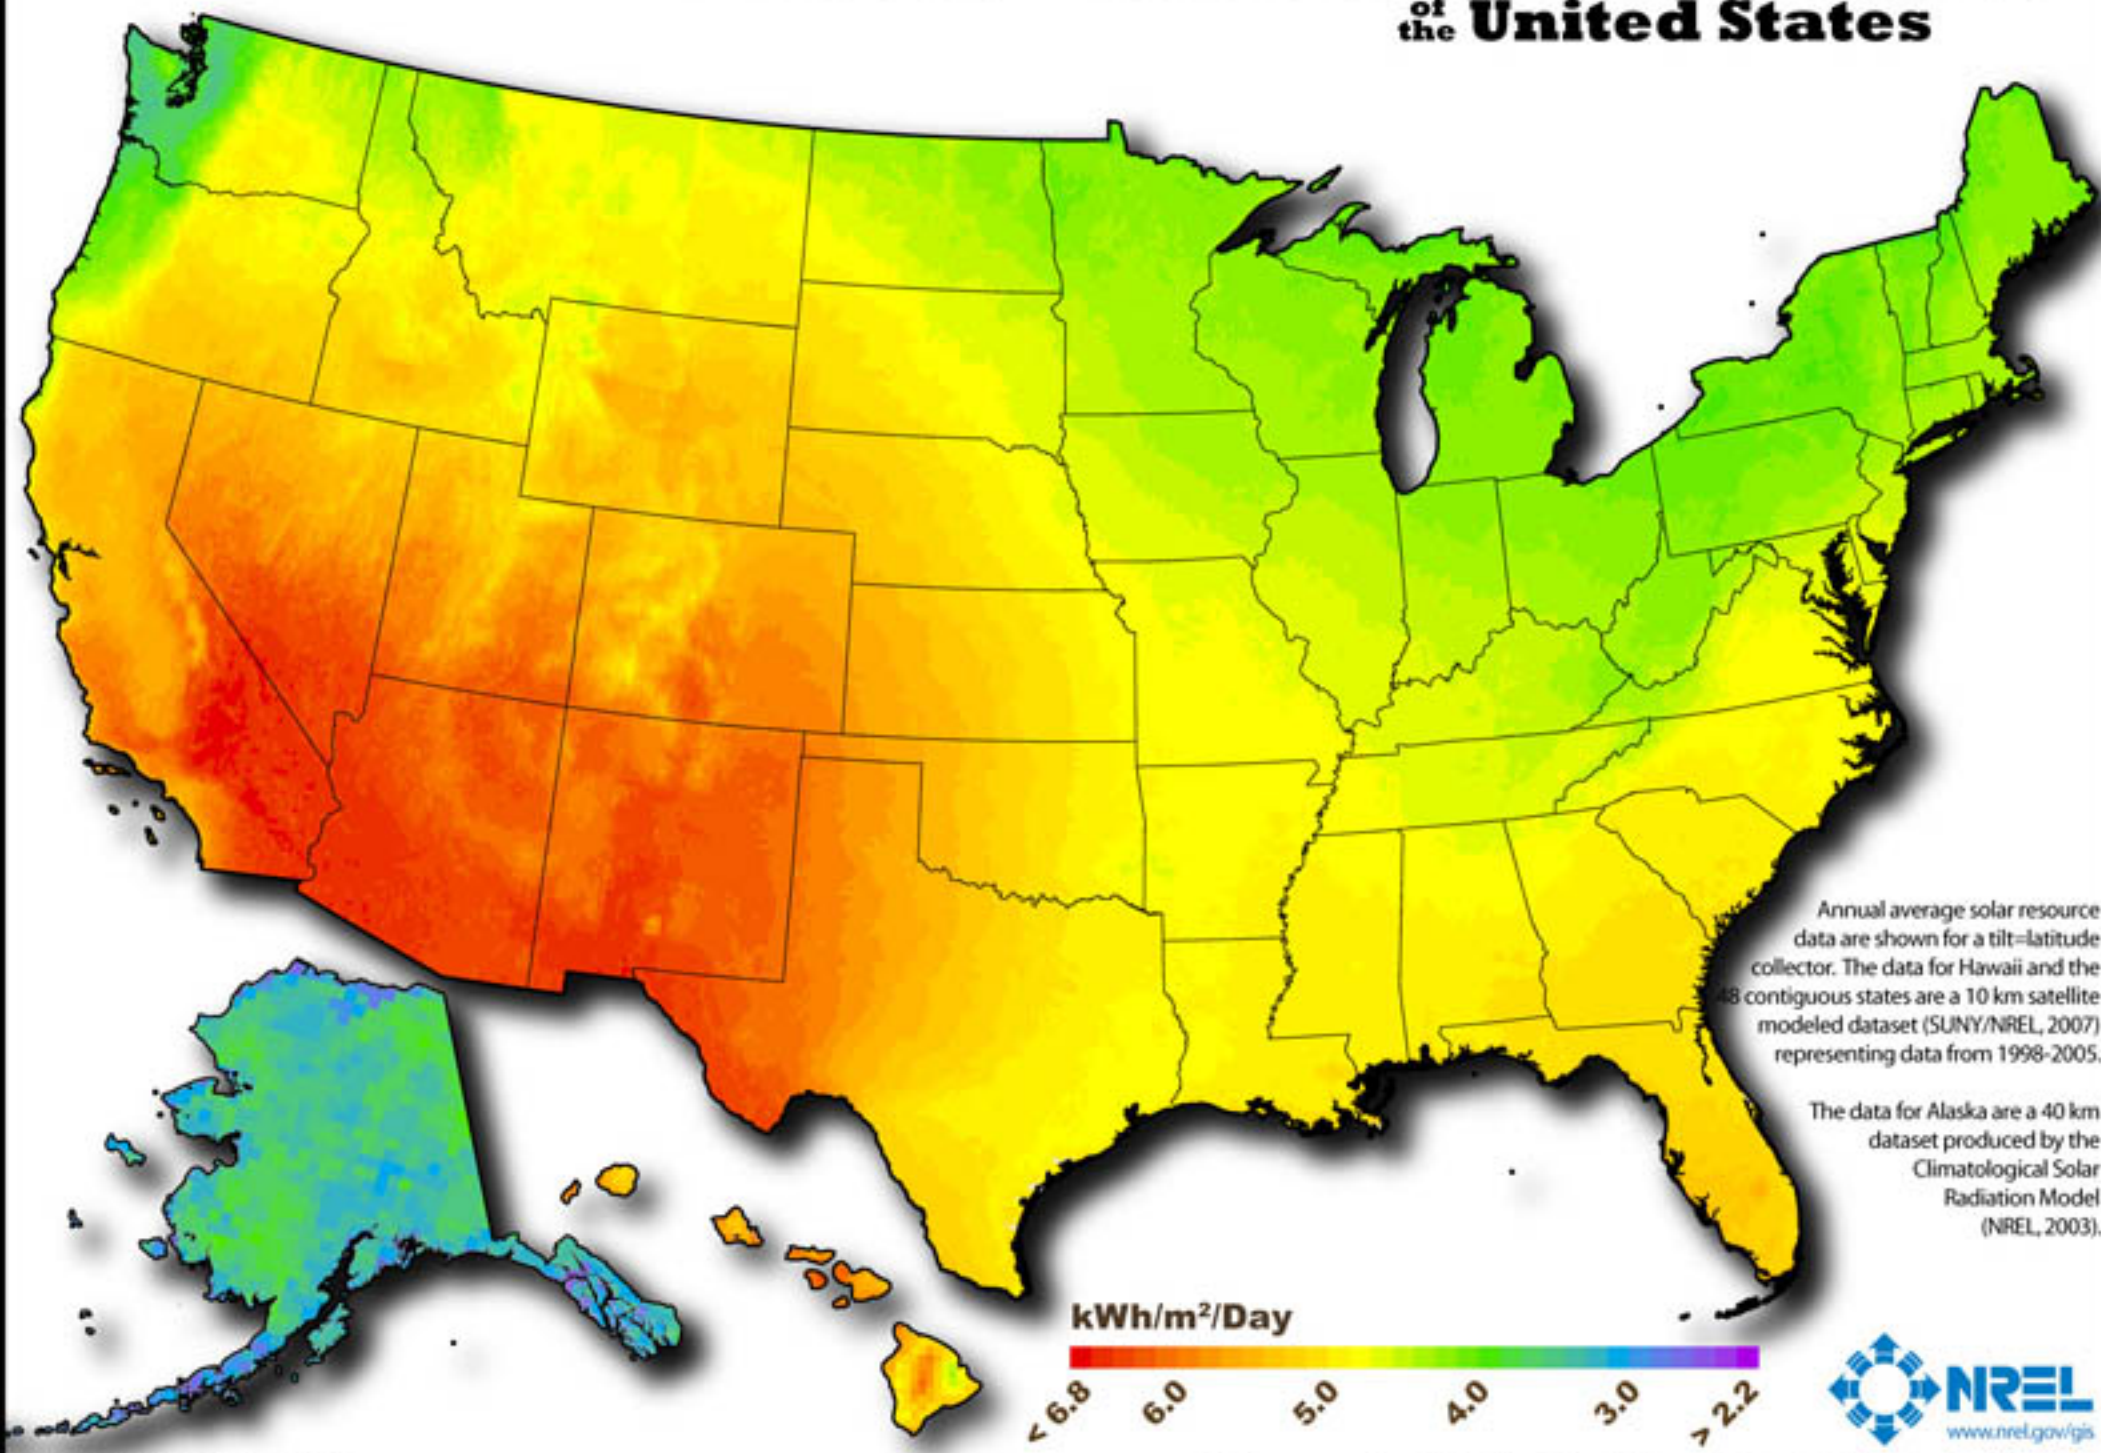 of
the United States
Annual average solar resource
data are shown for a tilt=latitude
collector. The data for Hawaii and the
48 contiguous states are a 10 km satellite
modeled dataset (SUNY/NREL, 2007)
representing data from 1998-2005.
The data for Alaska are a 40 km
dataset produced by the
Climatological Solar
Radiation Model
(NREL, 2003).
kWh/m²/Day
< 6.8
6.0
5.0
4.0
3.0
> 2.2
NREL
www.nrel.gov/gis